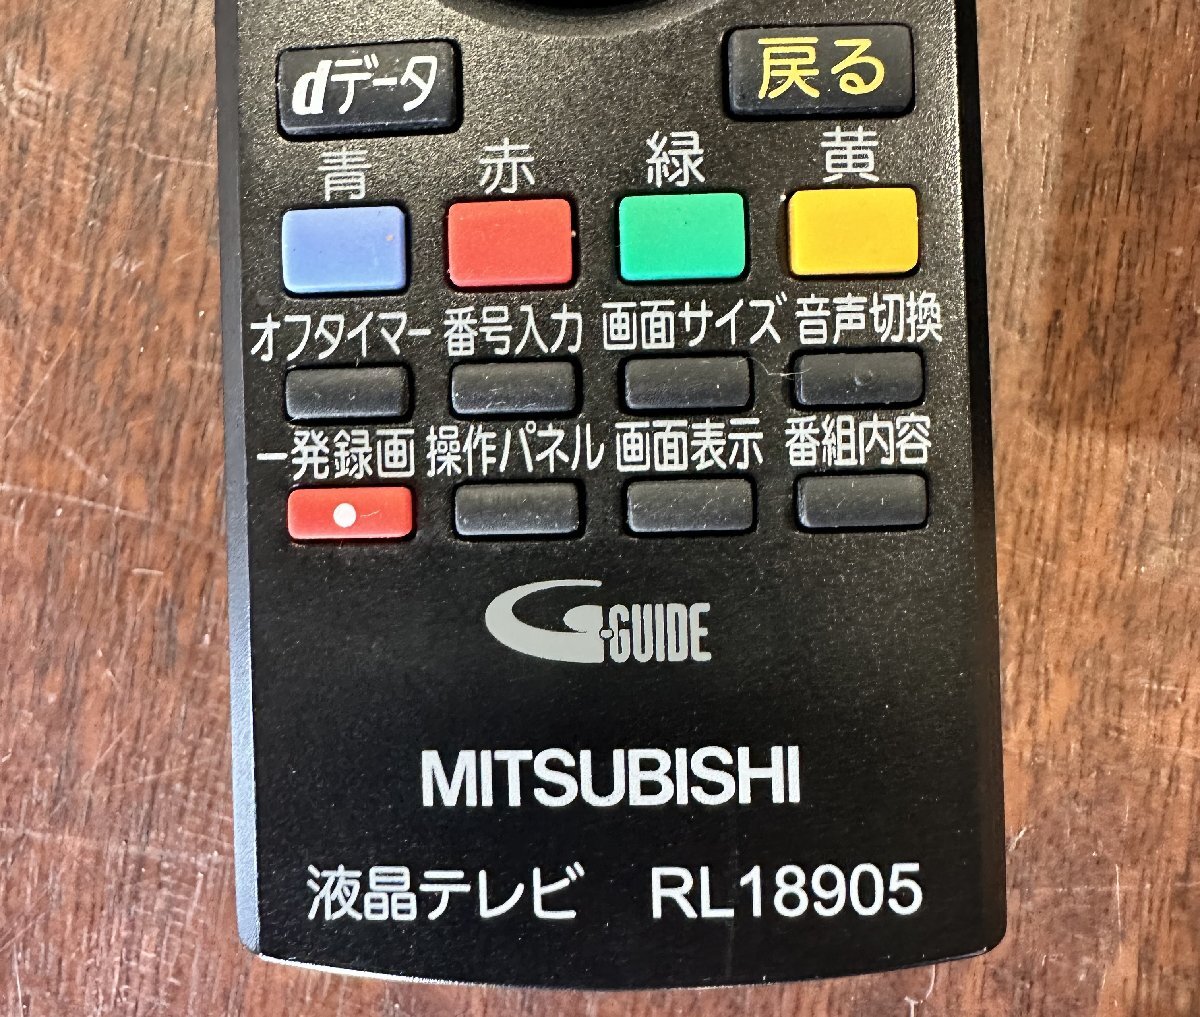 dデータ 戻る
青 赤 緑 黄
オフタイマー 番号入力 画面サイズ 音声切換
一発録画 操作パネル 画面表示 番組内容
G-GUIDE
MITSUBISHI
液晶テレビ RL18905